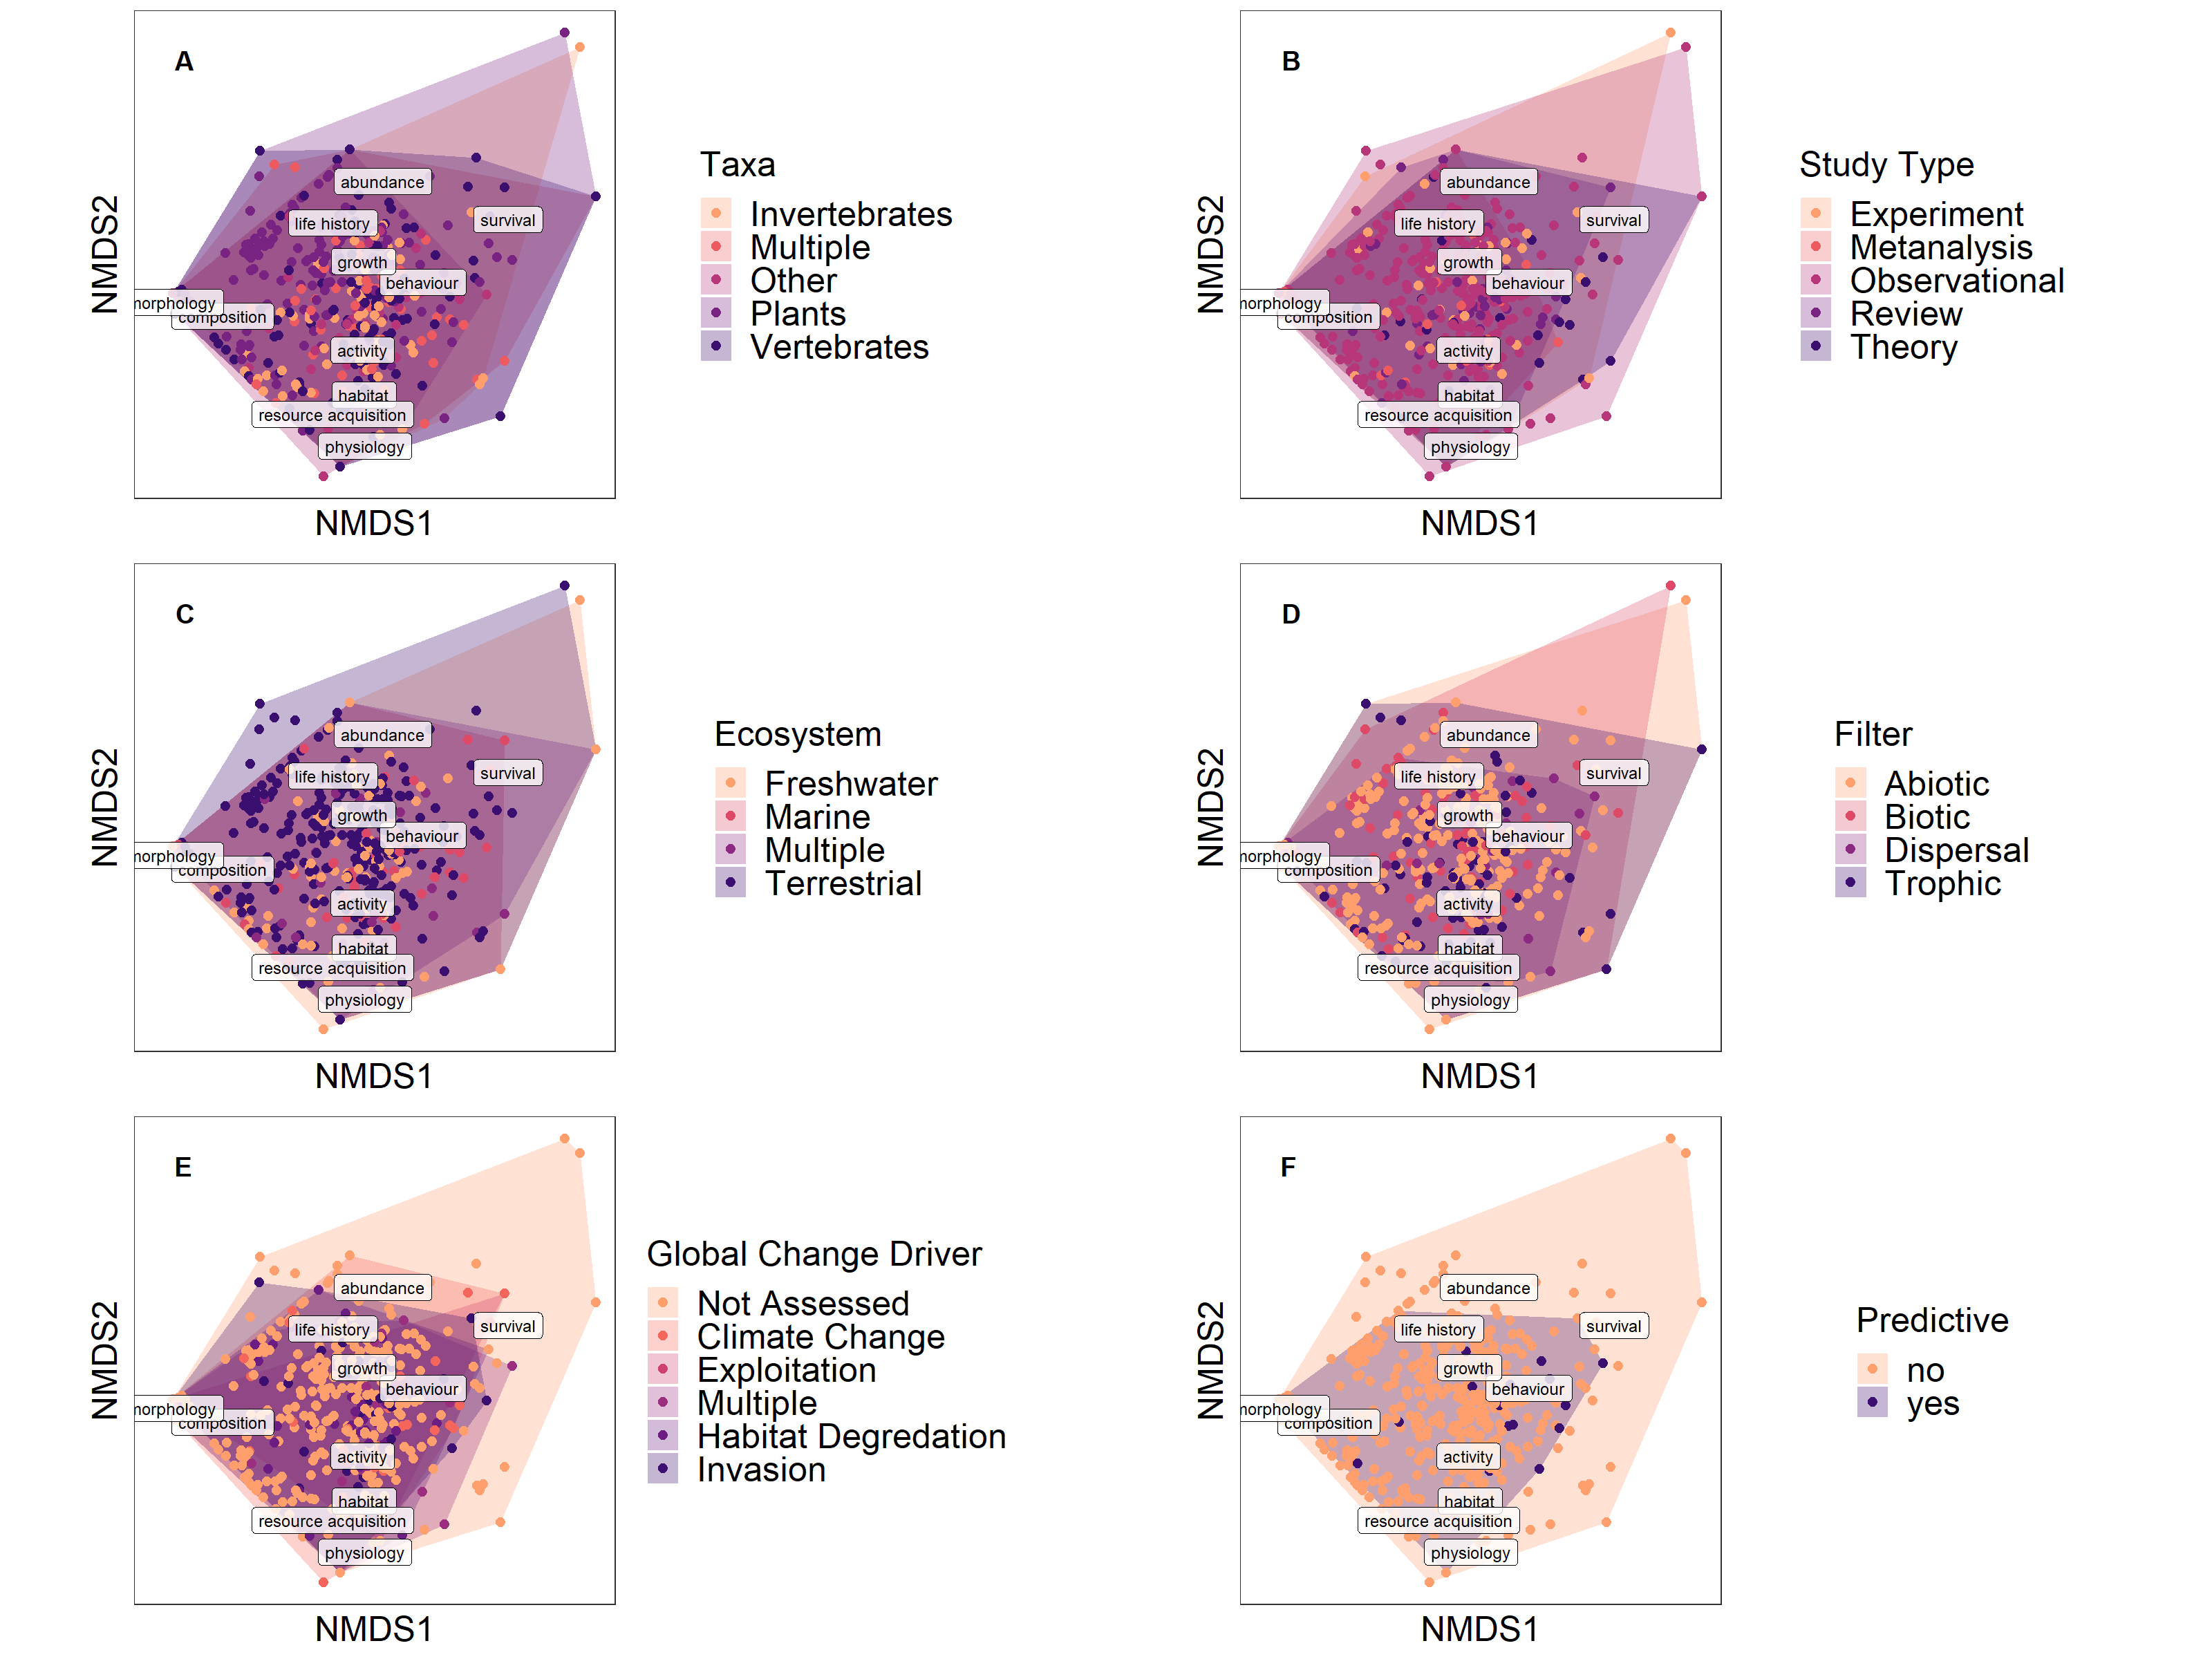 A
abundance
life history
survival
growth
behaviour
morphology
composition
activity
habitat
resource acquisition
physiology
NMDS2
NMDS1
Taxa
Invertebrates
Multiple
Other
Plants
Vertebrates
B
abundance
life history
survival
growth
behaviour
morphology
composition
activity
habitat
resource acquisition
physiology
NMDS2
NMDS1
Study Type
Experiment
Metanalysis
Observational
Review
Theory
C
abundance
life history
survival
growth
behaviour
morphology
composition
activity
habitat
resource acquisition
physiology
NMDS2
NMDS1
Ecosystem
Freshwater
Marine
Multiple
Terrestrial
D
abundance
life history
survival
growth
behaviour
morphology
composition
activity
habitat
resource acquisition
physiology
NMDS2
NMDS1
Filter
Abiotic
Biotic
Dispersal
Trophic
E
abundance
life history
survival
growth
behaviour
morphology
composition
activity
habitat
resource acquisition
physiology
NMDS2
NMDS1
Global Change Driver
Not Assessed
Climate Change
Exploitation
Multiple
Habitat Degredation
Invasion
F
abundance
life history
survival
growth
behaviour
morphology
composition
activity
habitat
resource acquisition
physiology
NMDS2
NMDS1
Predictive
no
yes